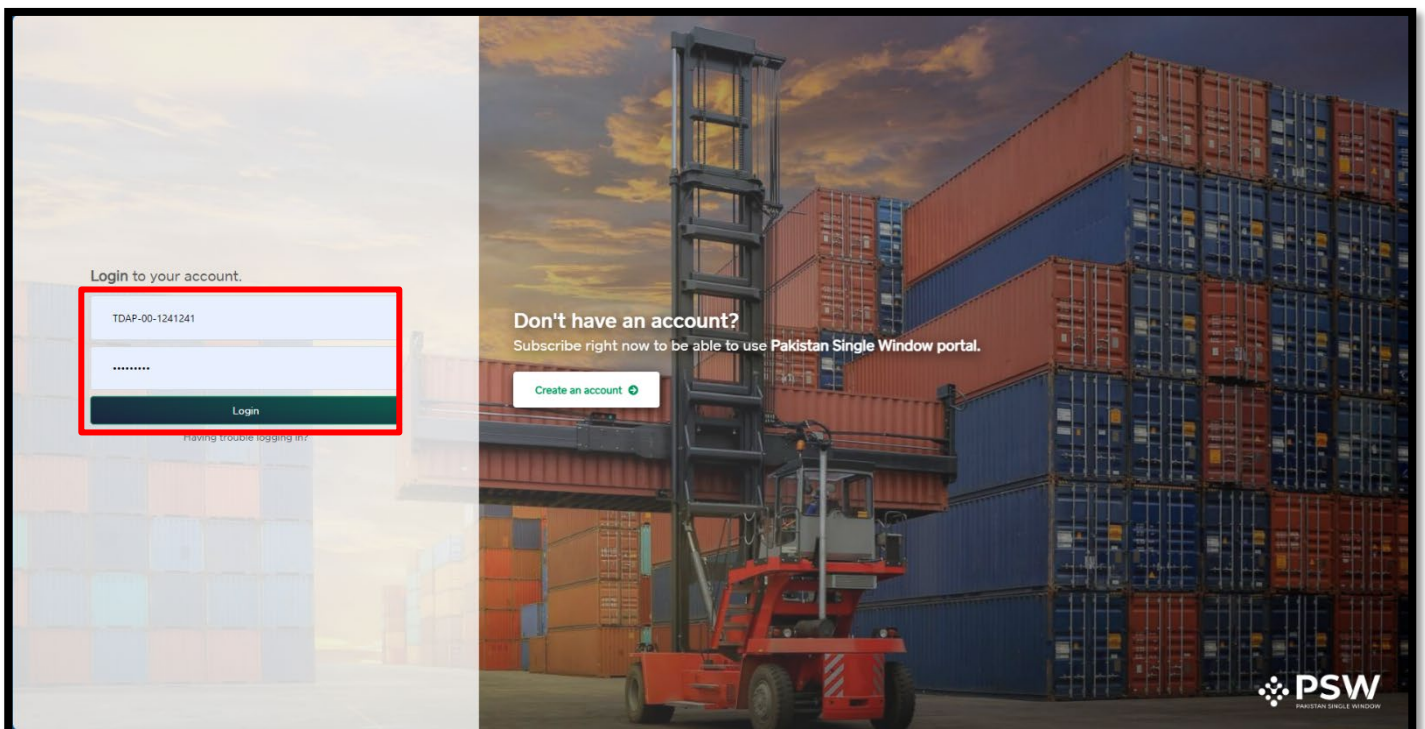 Login to your account.
TDAP-00-1241241
•••••••••
Login
Having trouble logging in?
Don't have an account?
Subscribe right now to be able to use Pakistan Single Window portal.
Create an account
PSW
PAKISTAN SINGLE WINDOW